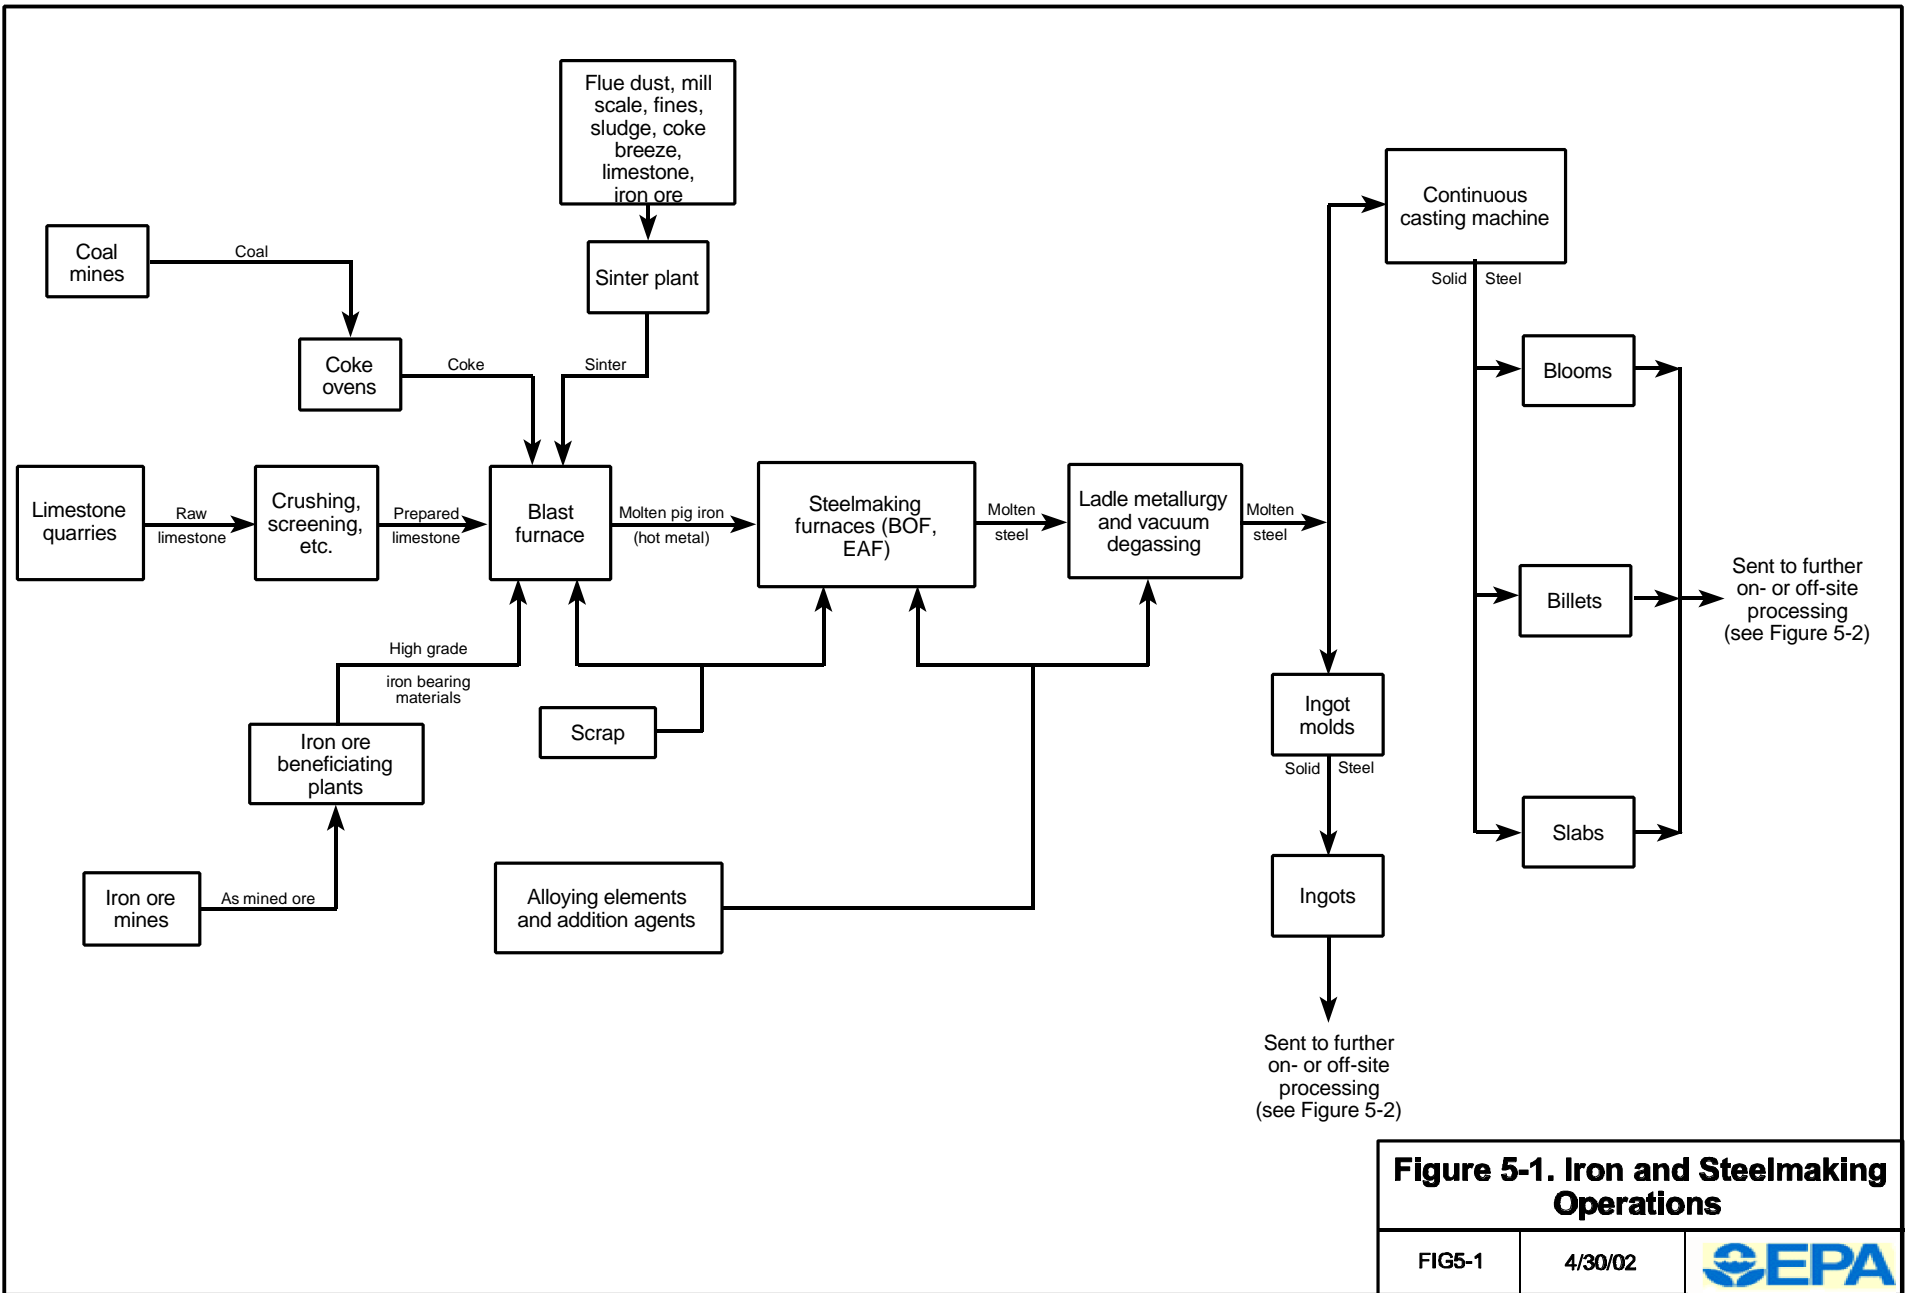 Flue dust, mill
scale, fines,
sludge, coke
breeze,
limestone,
iron ore
Continuous
casting machine
Coal
mines
Coal
Sinter plant
Solid Steel
Coke
ovens
Coke
Sinter
Blooms
Limestone
quarries
Raw
limestone
Crushing,
screening,
etc.
Prepared
limestone
Blast
furnace
Molten pig iron
(hot metal)
Steelmaking
furnaces (BOF,
EAF)
Molten
steel
Ladle metallurgy
and vacuum
degassing
Molten
steel
Billets
Sent to further
on- or off-site
processing
(see Figure 5-2)
High grade
iron bearing
materials
Scrap
Ingot
molds
Iron ore
beneficiating
plants
Solid Steel
Slabs
Iron ore
mines
As mined ore
Alloying elements
and addition agents
Ingots
Sent to further
on- or off-site
processing
(see Figure 5-2)
Figure 5-1. Iron and Steelmaking
Operations
FIG5-1
4/30/02
EPA